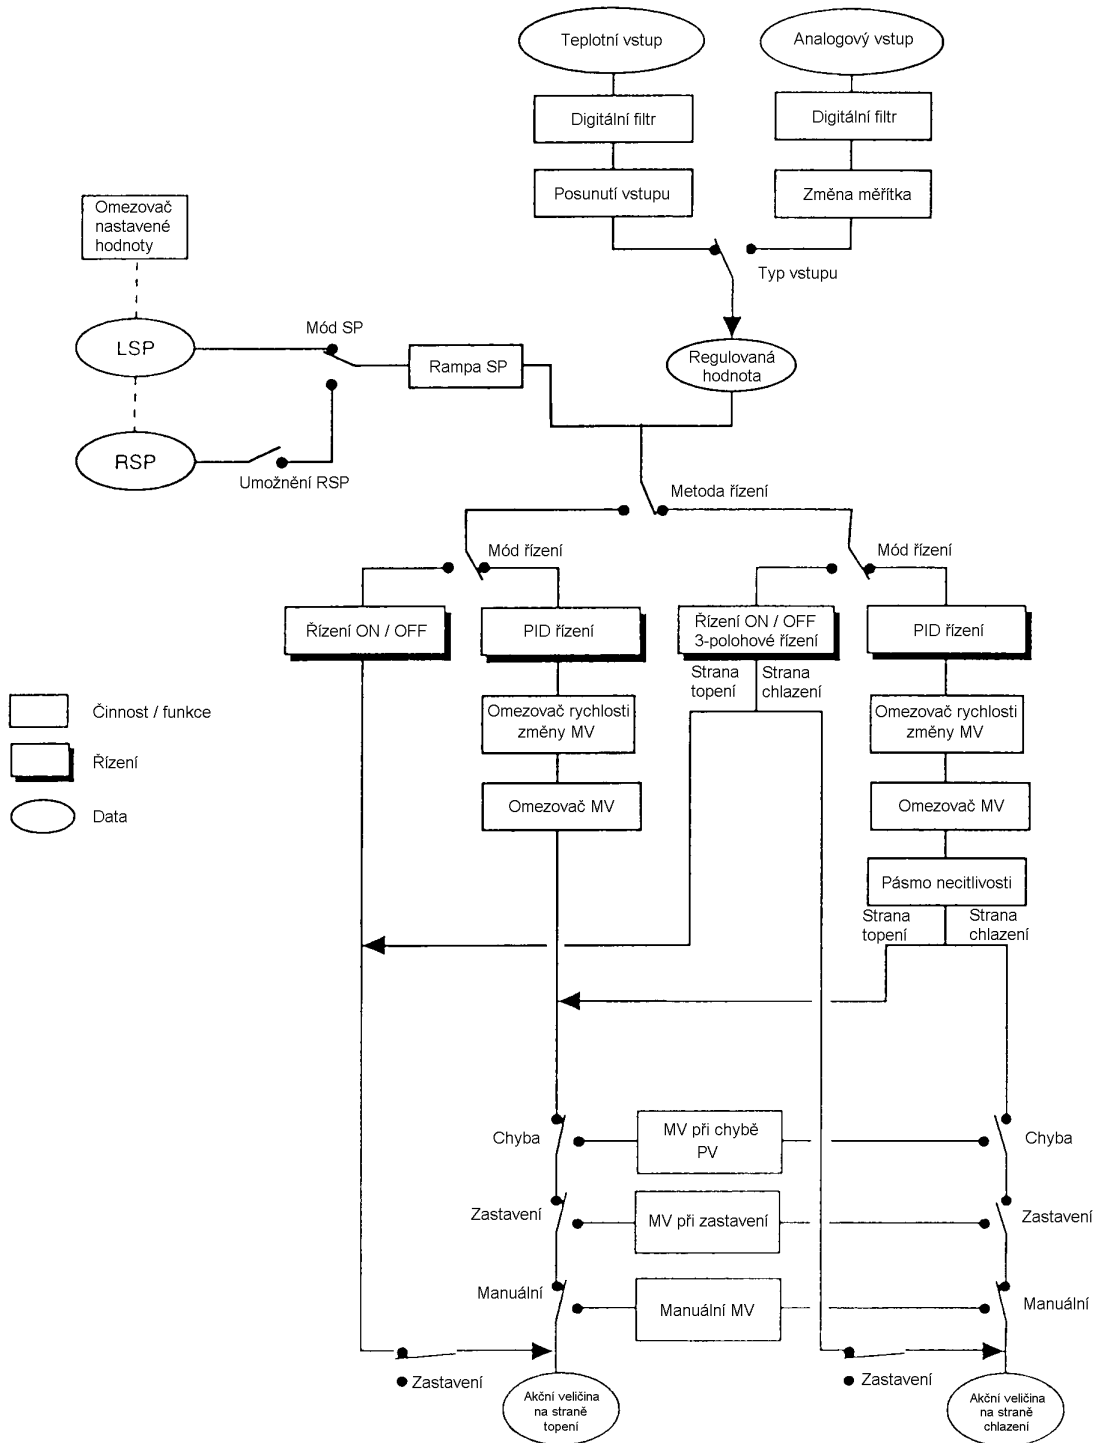 Teplotní vstup
Analogový vstup
Digitální filtr
Digitální filtr
Posunutí vstupu
Změna měřítka
Omezovač
nastavené
hodnoty
Typ vstupu
Mód SP
LSP
Rampa SP
Regulovaná
hodnota
RSP
Umožnění RSP
Metoda řízení
Mód řízení
Mód řízení
Řízení ON / OFF
PID řízení
Řízení ON / OFF
3-polohové řízení
PID řízení
Strana
topení
Strana
chlazení
Činnost / funkce
Řízení
Data
Omezovač rychlosti
změny MV
Omezovač rychlosti
změny MV
Omezovač MV
Omezovač MV
Pásmo necitlivosti
Strana
topení
Strana
chlazení
Chyba
MV při chybě
PV
Chyba
Zastavení
MV při zastavení
Zastavení
Manuální
Manuální MV
Manuální
Zastavení
Zastavení
Akční veličina
na straně
topení
Akční veličina
na straně
chlazení